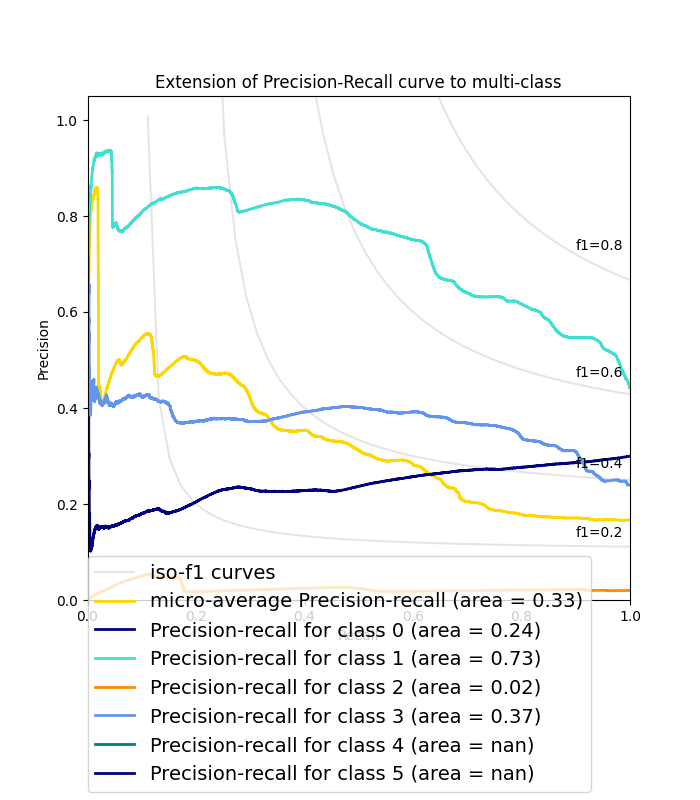 Extension of Precision-Recall curve to multi-class
1.0
0.8
0.6
0.4
0.2
0.0
Precision
f1=0.8
f1=0.6
f1=0.4
f1=0.2
0.0 0.2 0.4 0.6 0.8 1.0
Recall
iso-f1 curves
micro-average Precision-recall (area = 0.33)
Precision-recall for class 0 (area = 0.24)
Precision-recall for class 1 (area = 0.73)
Precision-recall for class 2 (area = 0.02)
Precision-recall for class 3 (area = 0.37)
Precision-recall for class 4 (area = nan)
Precision-recall for class 5 (area = nan)